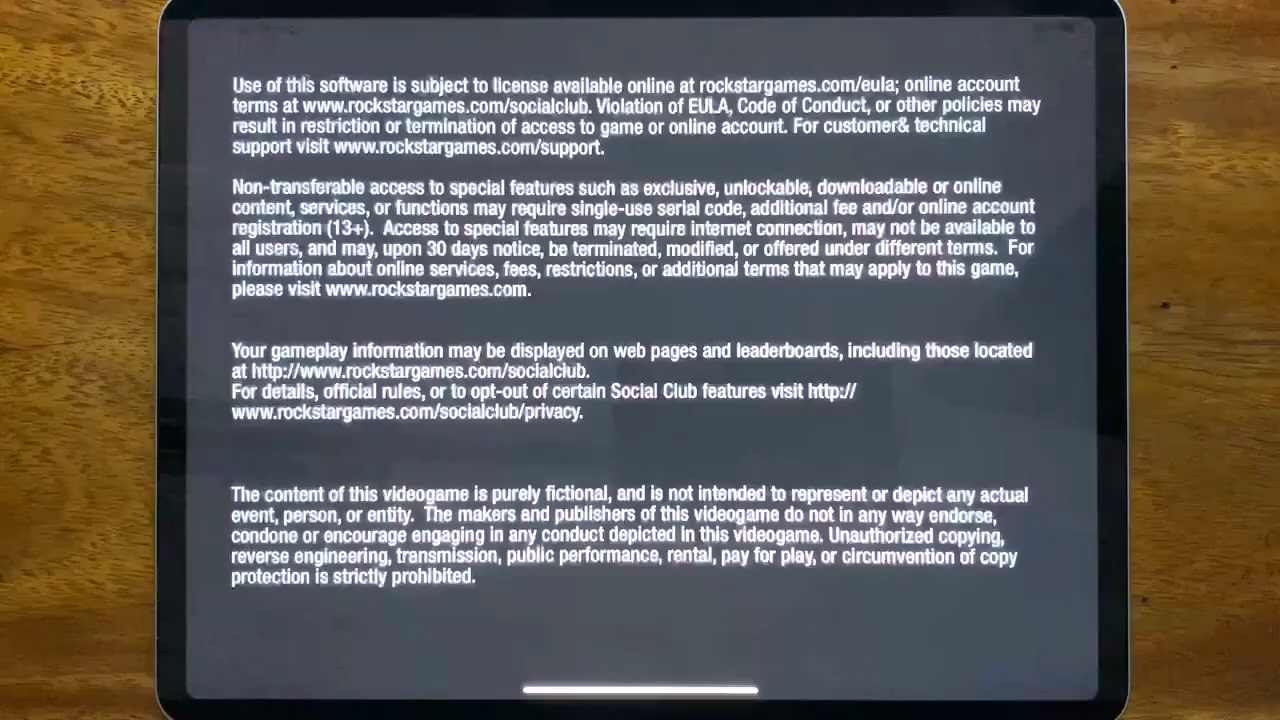 Use of this software is subject to license available online at rockstargames.com/eula; online account
terms at www.rockstargames.com/socialclub. Violation of EULA, Code of Conduct, or other policies may
result in restriction or termination of access to game or online account. For customer& technical
support visit www.rockstargames.com/support.
Non-transferable access to special features such as exclusive, unlockable, downloadable or online
content, services, or functions may require single-use serial code, additional fee and/or online account
registration (13+).  Access to special features may require internet connection, may not be available to
all users, and may, upon 30 days notice, be terminated, modified, or offered under different terms.  For
information about online services, fees, restrictions, or additional terms that may apply to this game,
please visit www.rockstargames.com.
Your gameplay information may be displayed on web pages and leaderboards, including those located
at http://www.rockstargames.com/socialclub.
For details, official rules, or to opt-out of certain Social Club features visit http://
www.rockstargames.com/socialclub/privacy.
The content of this videogame is purely fictional, and is not intended to represent or depict any actual
event, person, or entity.  The makers and publishers of this videogame do not in any way endorse,
condone or encourage engaging in any conduct depicted in this videogame. Unauthorized copying,
reverse engineering, transmission, public performance, rental, pay for play, or circumvention of copy
protection is strictly prohibited.